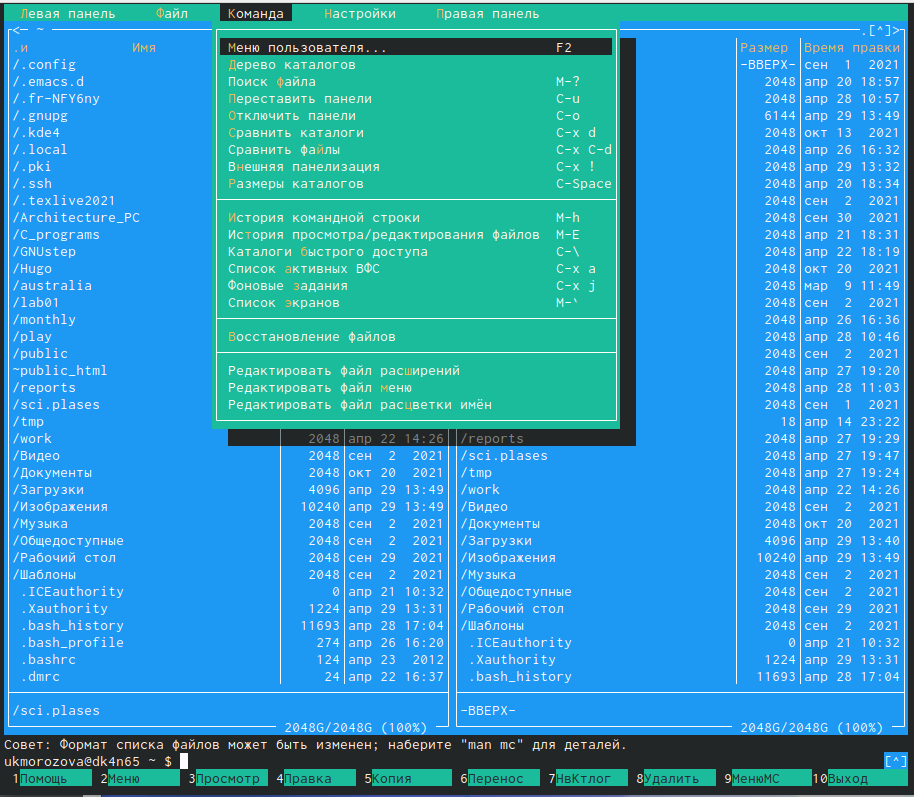 Левая панель Файл Команда Настройки Правая панель
<─ ~ .[^]>
.и Имя Размер Время правки
Меню пользователя... F2
/.config Дерево каталогов -ВВЕРХ- сен 1 2021
/.emacs.d Поиск файла M-? 2048 апр 20 18:57
/.fr-NFY6ny Переставить панели C-u 2048 апр 28 10:57
/.gnupg Отключить панели C-o 6144 апр 29 13:49
/.kde4 Сравнить каталоги C-x d 2048 окт 13 2021
/.local Сравнить файлы C-x C-d 2048 апр 26 16:32
/.pki Внешняя панелизация C-x ! 2048 апр 29 13:32
/.ssh Размеры каталогов C-Space 2048 апр 20 18:34
/.texlive2021 2048 сен 2 2021
/Architecture_PC История командной строки M-h 2048 сен 30 2021
/C_programs История просмотра/редактирования файлов M-E 2048 апр 21 18:31
/GNUstep Каталоги быстрого доступа C-\ 2048 апр 22 18:19
/Hugo Список активных ВФС C-x a 2048 окт 20 2021
/australia Фоновые задания C-x j 2048 мар 9 11:49
/lab01 Список экранов M-` 2048 сен 2 2021
/monthly 2048 апр 26 16:36
/play Восстановление файлов 2048 апр 28 10:46
/public 2048 сен 2 2021
~public_html Редактировать файл расширений 2048 апр 27 19:20
/reports Редактировать файл меню 2048 апр 28 11:03
/sci.plases Редактировать файл расцветки имён 2048 сен 1 2021
/tmp 18 апр 14 23:22
/work 2048 апр 22 14:26 /reports 2048 апр 27 19:29
/Видео 2048 сен 2 2021 /sci.plases 2048 апр 27 19:47
/Документы 2048 окт 20 2021 /tmp 2048 апр 27 19:24
/Загрузки 4096 апр 29 13:49 /work 2048 апр 22 14:26
/Изображения 10240 апр 29 13:49 /Видео 2048 сен 2 2021
/Музыка 2048 сен 2 2021 /Документы 2048 окт 20 2021
/Общедоступные 2048 сен 2 2021 /Загрузки 4096 апр 29 13:40
/Рабочий стол 2048 сен 29 2021 /Изображения 10240 апр 29 13:49
/Шаблоны 2048 сен 2 2021 /Музыка 2048 сен 2 2021
.ICEauthority 0 апр 21 10:32 /Общедоступные 2048 сен 2 2021
.Xauthority 1224 апр 29 13:31 /Рабочий стол 2048 сен 29 2021
.bash_history 11693 апр 28 17:04 /Шаблоны 2048 сен 2 2021
.bash_profile 274 апр 26 16:20 .ICEauthority 0 апр 21 10:32
.bashrc 124 апр 23 2012 .Xauthority 1224 апр 29 13:31
.dmrc 24 апр 22 16:37 .bash_history 11693 апр 28 17:04
/sci.plases -ВВЕРХ-
2048G/2048G (100%) 2048G/2048G (100%)
Совет: Формат списка файлов может быть изменен; наберите "man mc" для деталей.
ukmorozova@dk4n65 ~ $ [^]
1Помощь 2Меню 3Просмотр 4Правка 5Копия 6Перенос 7НвКтлог 8Удалить 9МенюMC 10Выход